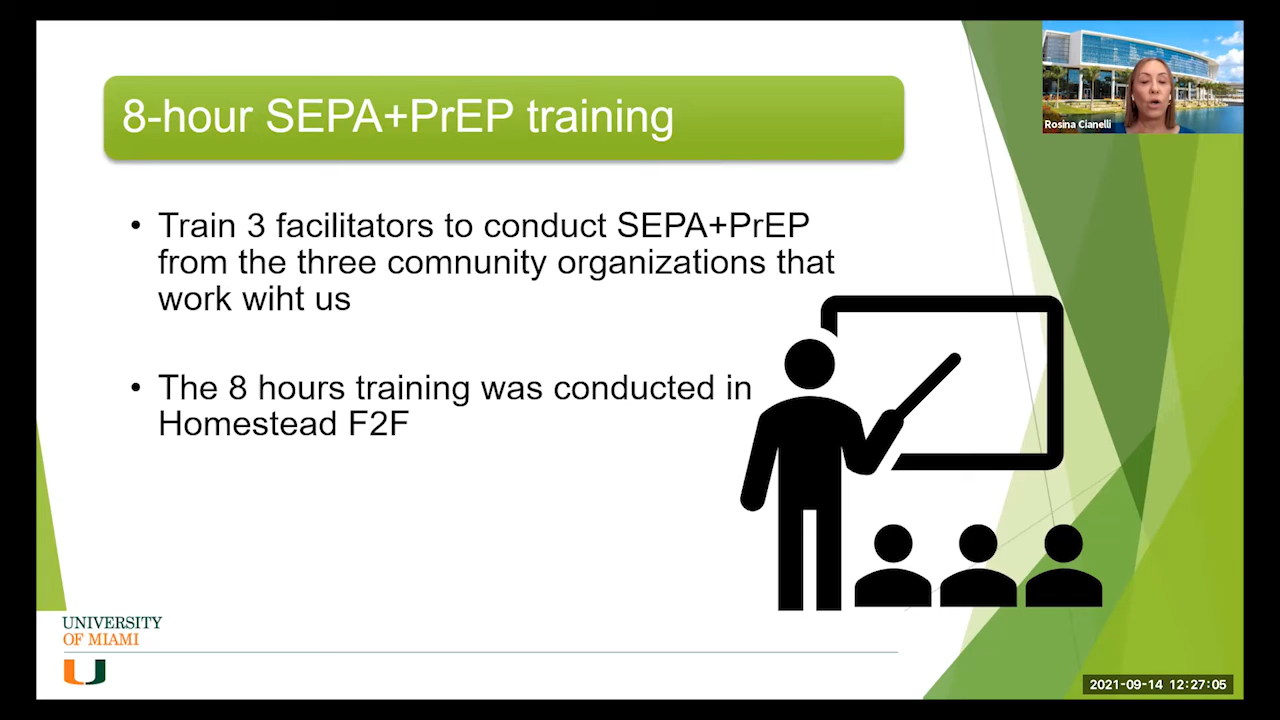 8-hour SEPA+PrEP training
Rosina Cianelli
• Train 3 facilitators to conduct SEPA+PrEP
from the three comnunity organizations that
work wiht us
• The 8 hours training was conducted in
Homestead F2F
UNIVERSITY
OF MIAMI
2021-09-14 12:27:05